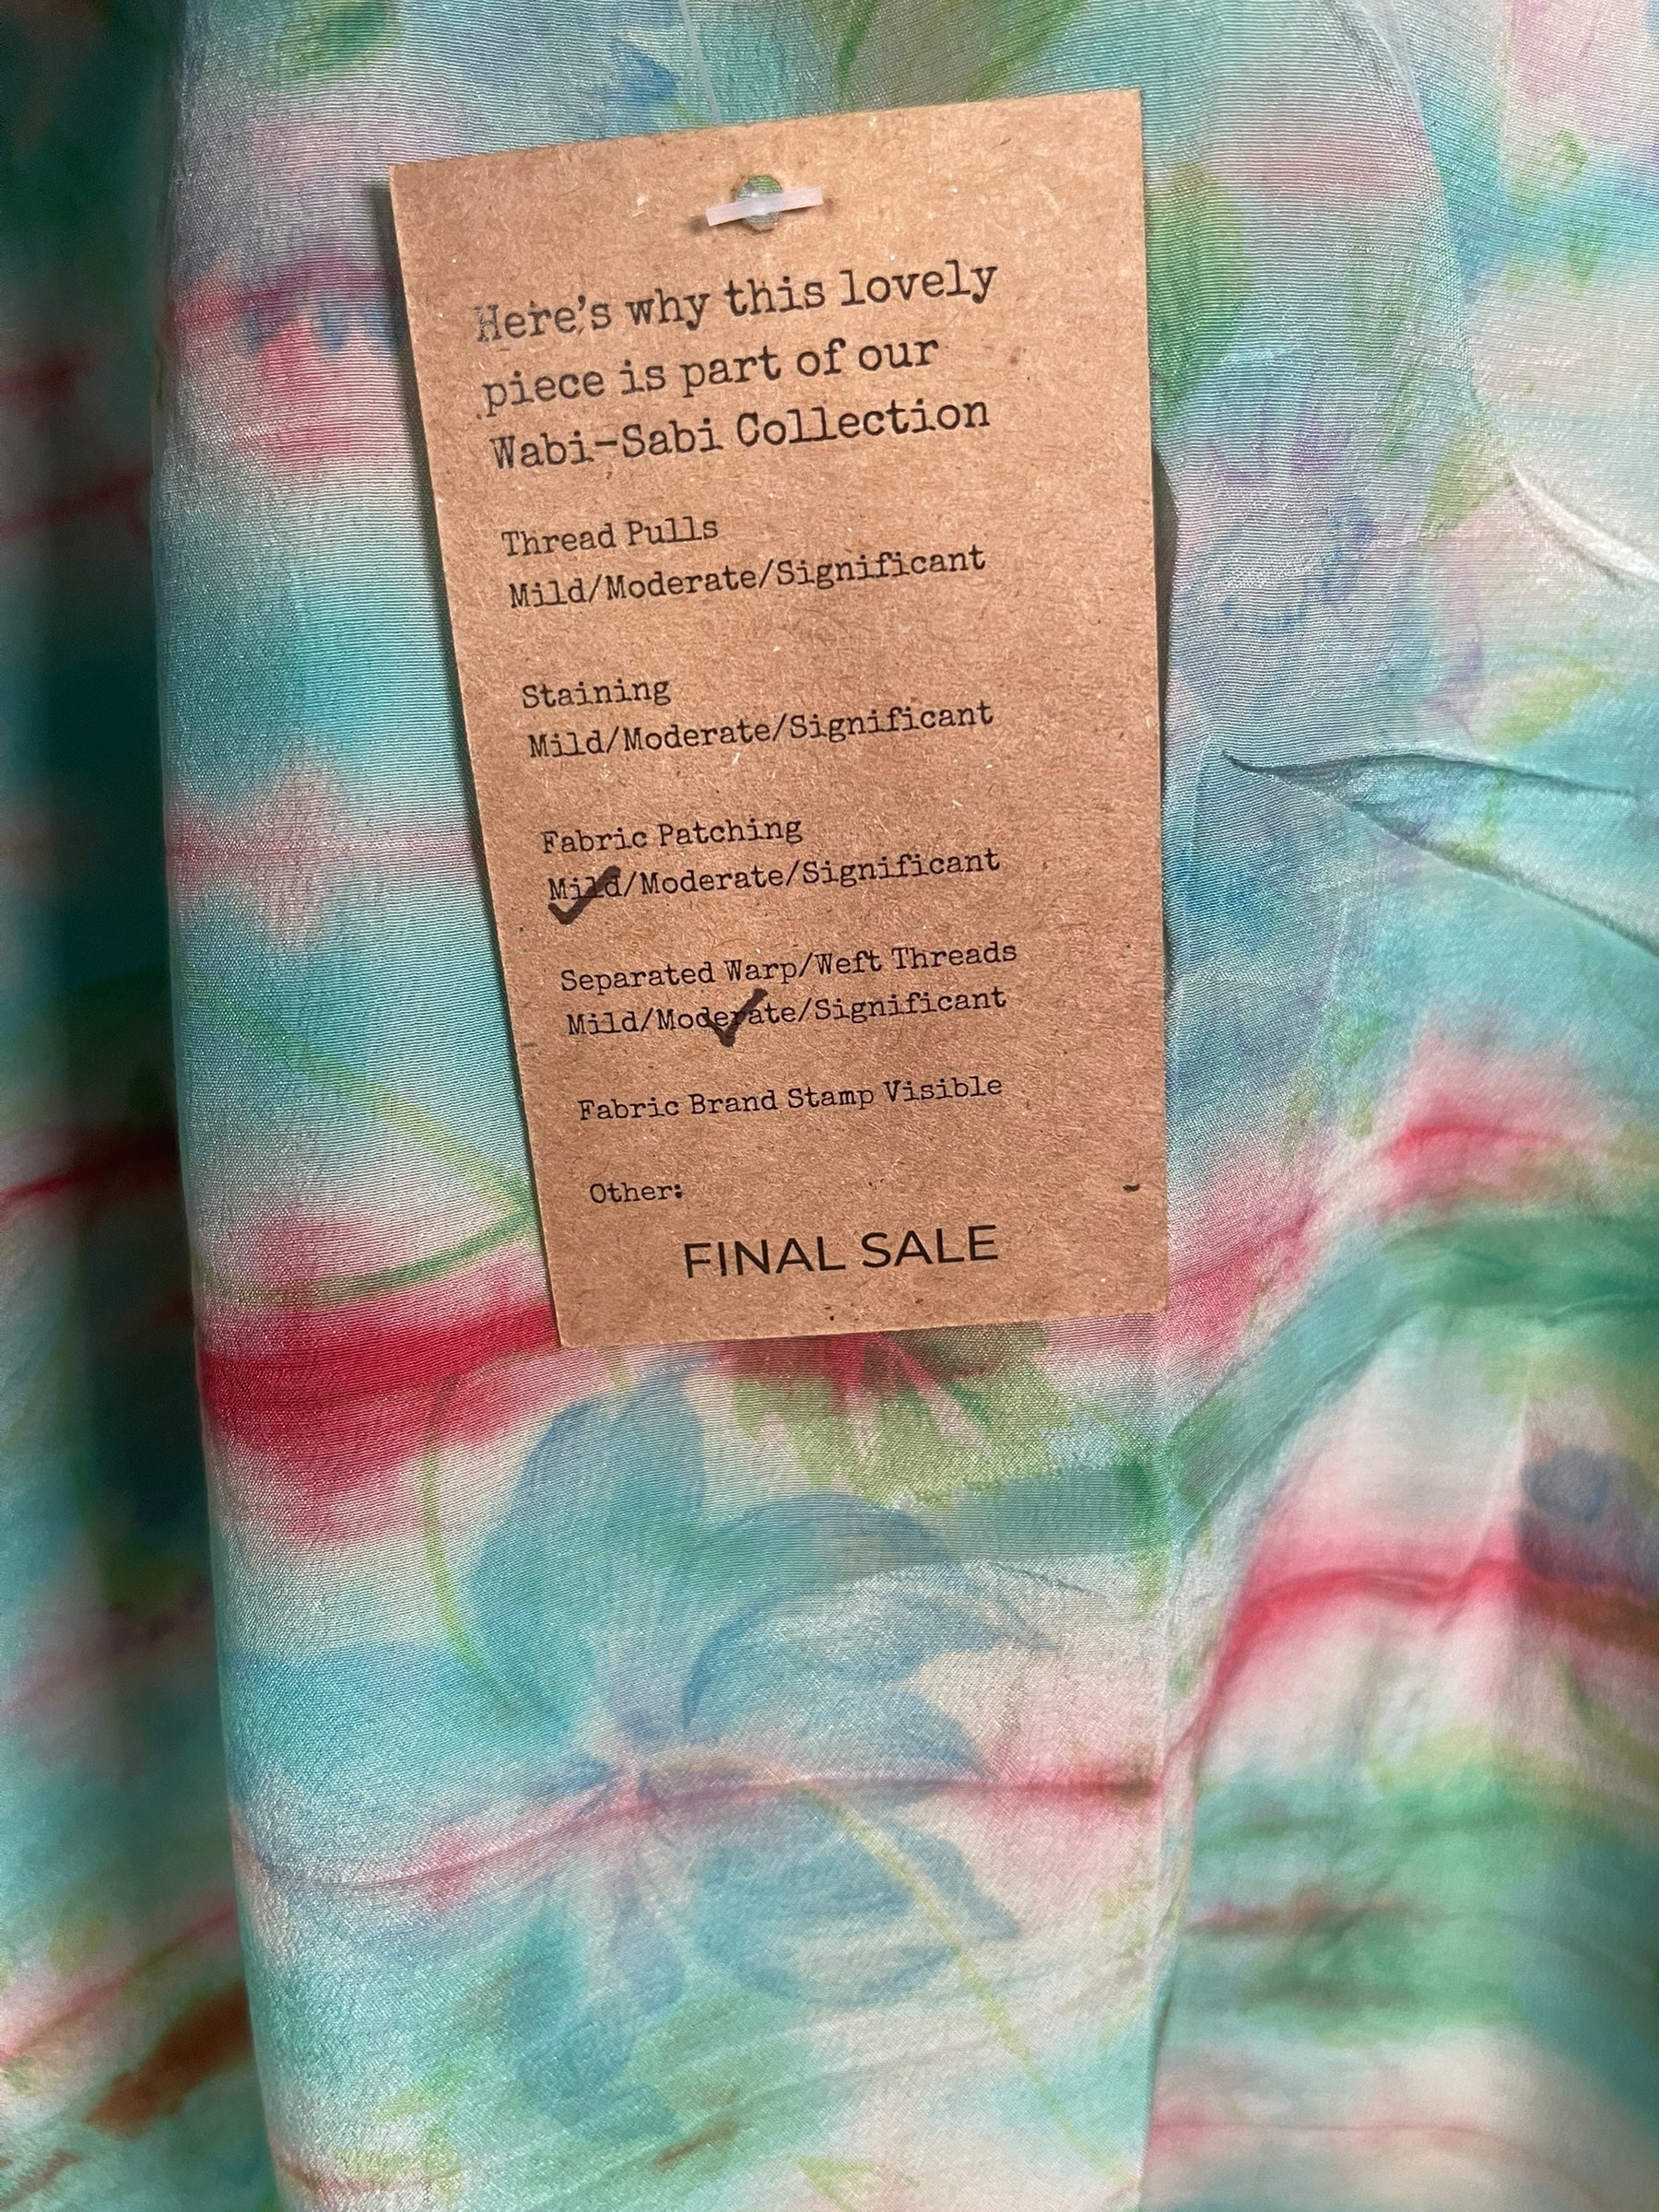 Here's why this lovely
piece is part of our
Wabi-Sabi Collection
Thread Pulls
Mild/Moderate/Significant
Staining
Mild/Moderate/Significant
Fabric Patching
Mild/Moderate/Significant
Separated Warp/Weft Threads
Mild/Moderate/Significant
Fabric Brand Stamp Visible
Other:
FINAL SALE